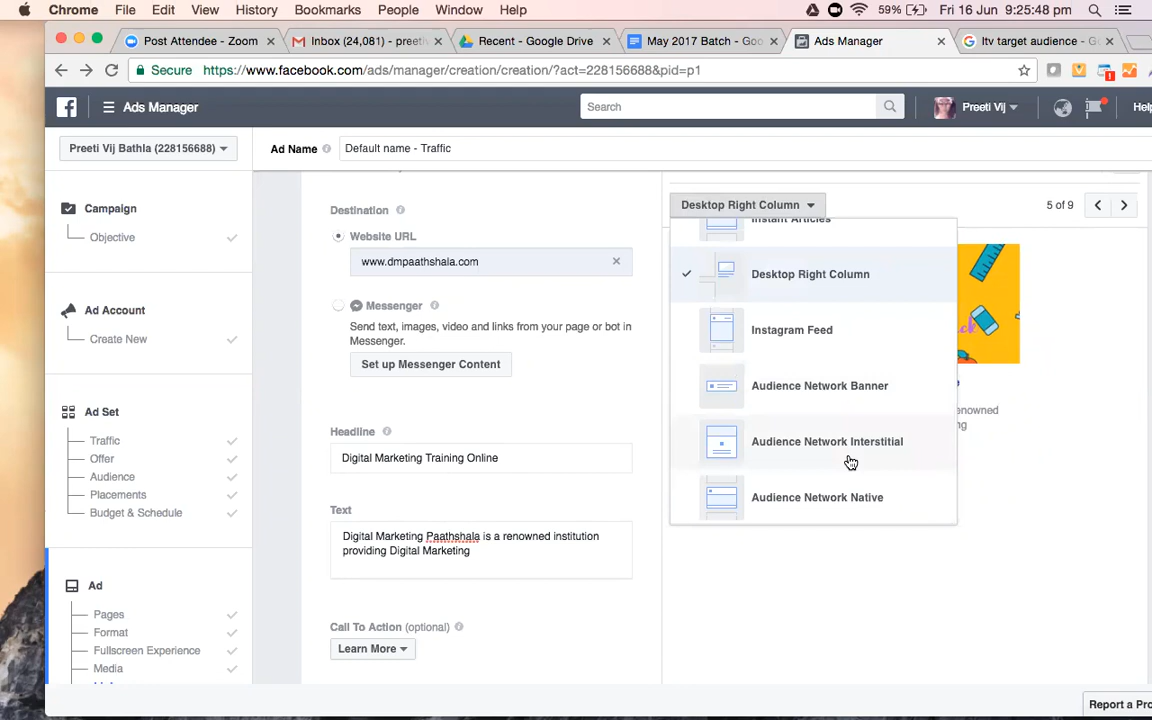 Chrome File Edit View History Bookmarks People Window Help 59% Fri 16 Jun 9:25:48 pm
Post Attendee - Zoom × Inbox (24,081) - preeti × Recent - Google Drive × May 2017 Batch - Goo × Ads Manager × ltv target audience - G ×
Secure https://www.facebook.com/ads/manager/creation/creation/?act=228156688&pid=p1
Ads Manager Search Preeti Vij Help
Preeti Vij Bathla (228156688) Ad Name Default name - Traffic
Campaign
Objective
Ad Account
Create New
Ad Set
Traffic
Offer
Audience
Placements
Budget & Schedule
Ad
Pages
Format
Fullscreen Experience
Media
Destination
Website URL
www.dmpaathshala.com ×
Messenger
Send text, images, video and links from your page or bot in
Messenger.
Set up Messenger Content
Headline
Digital Marketing Training Online
Text
Digital Marketing Paathshala is a renowned institution
providing Digital Marketing
Call To Action (optional)
Learn More
Desktop Right Column 5 of 9
Instant Articles
Desktop Right Column
Instagram Feed
Audience Network Banner
Audience Network Interstitial
Audience Network Native
Report a Pro